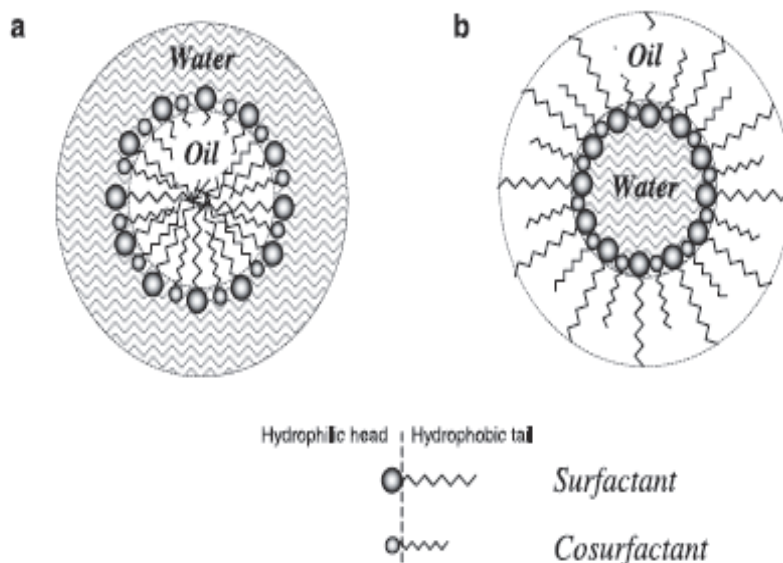 a
b
Water
Oil
Oil
Water
Hydrophilic head
Hydrophobic tail
Surfactant
Cosurfactant